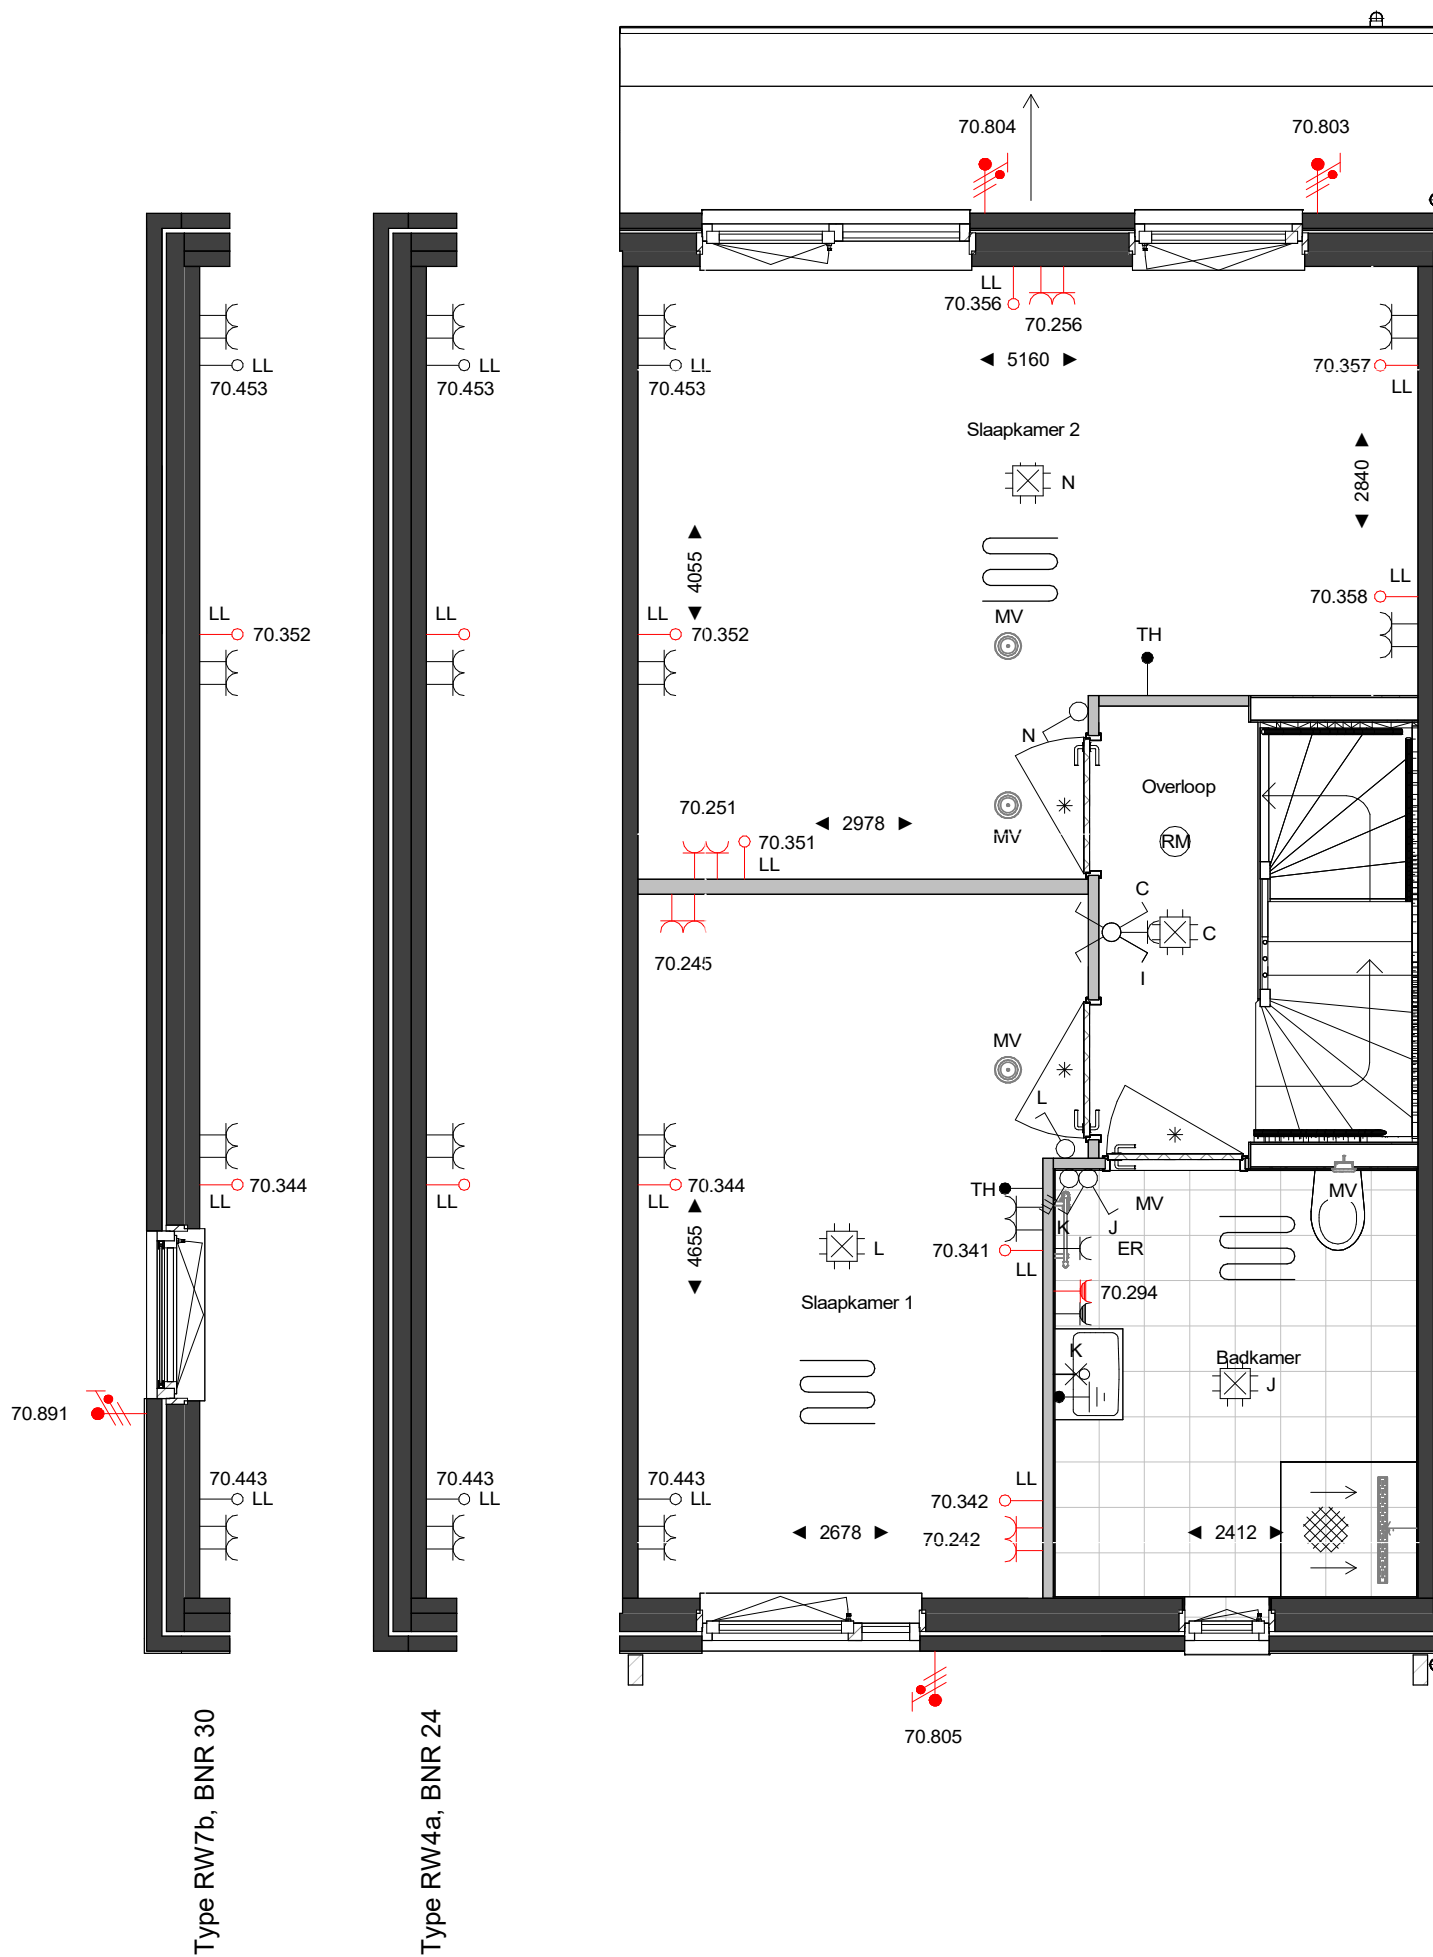 70.804
70.803
LL
70.356
70.256
LL
70.453
LL
70.453
LL
70.453
70.357
LL
5160
Slaapkamer 2
N
2840
4055
LL
70.352
LL
LL
70.352
LL
70.358
MV
TH
N
Overloop
70.251
2978
MV
70.351
LL
RM
C
C
I
70.245
MV
L
LL
70.344
LL
LL
70.344
TH
K
J
MV
MV
4655
L
70.341
LL
ER
70.294
Slaapkamer 1
K
Badkamer
J
70.891
70.443
LL
70.443
LL
70.443
LL
LL
70.342
2678
70.242
2412
70.805
Type RW7b, BNR 30
Type RW4a, BNR 24